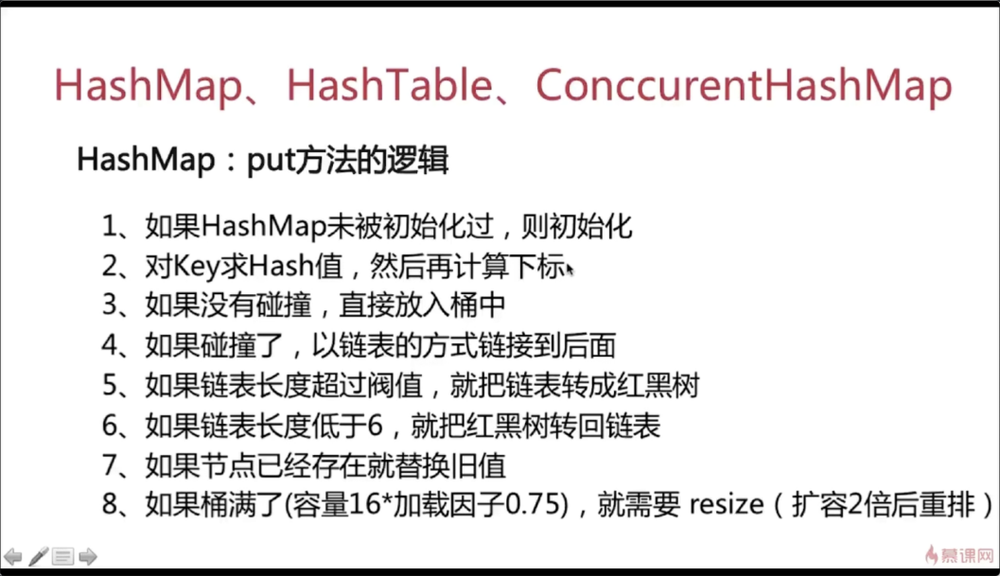 HashMap、HashTable、ConccurentHashMap
HashMap：put方法的逻辑
1、如果HashMap未被初始化过，则初始化
2、对Key求Hash值，然后再计算下标
3、如果没有碰撞，直接放入桶中
4、如果碰撞了，以链表的方式链接到后面
5、如果链表长度超过阀值，就把链表转成红黑树
6、如果链表长度低于6，就把红黑树转回链表
7、如果节点已经存在就替换旧值
8、如果桶满了(容量16*加载因子0.75)，就需要 resize（扩容2倍后重排）
慕课网